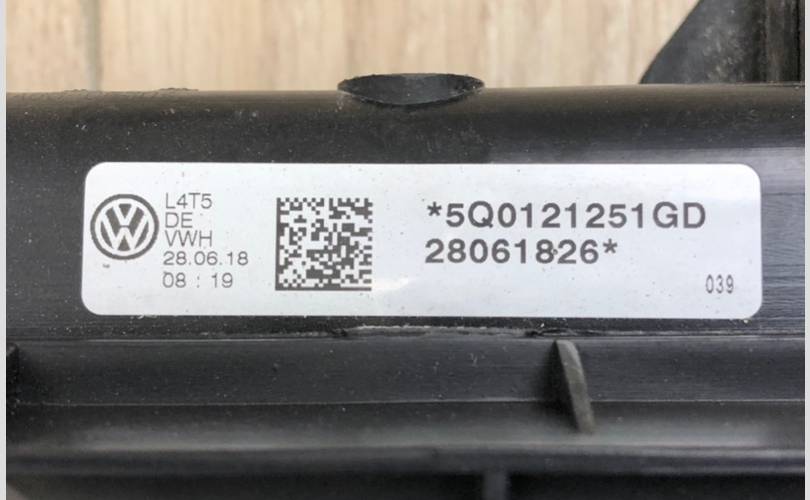 L4T5
DE
VWH
28.06.18
08 : 19
*5Q0121251GD
28061826*
039